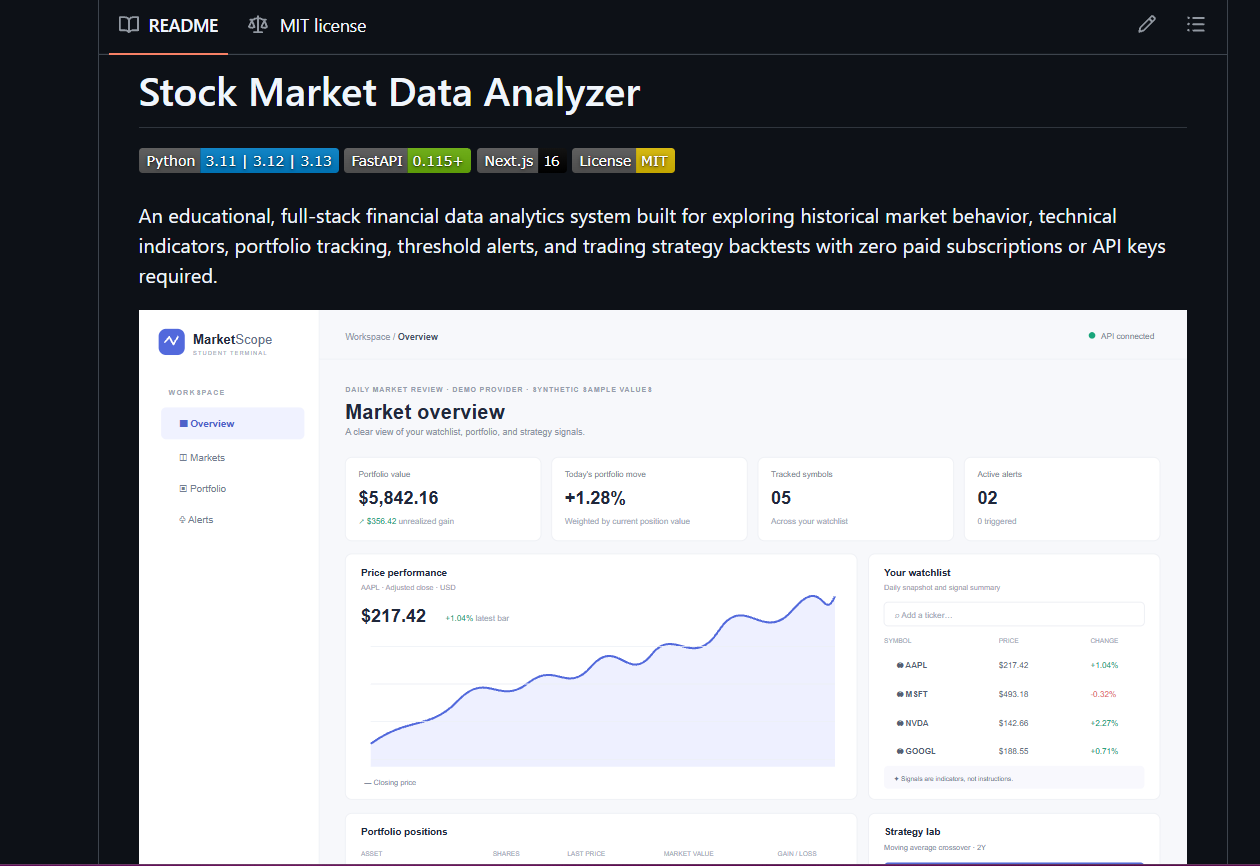 README MIT license
Stock Market Data Analyzer
Python 3.11 | 3.12 | 3.13 FastAPI 0.115+ Next.js 16 License MIT
An educational, full-stack financial data analytics system built for exploring historical market behavior, technical
indicators, portfolio tracking, threshold alerts, and trading strategy backtests with zero paid subscriptions or API keys
required.
MarketScope
STUDENT TERMINAL
Workspace / Overview
API connected
WORKSPACE
Overview
Markets
Portfolio
Alerts
DAILY MARKET REVIEW · DEMO PROVIDER · SYNTHETIC SAMPLE VALUES
Market overview
A clear view of your watchlist, portfolio, and strategy signals.
Portfolio value
$5,842.16
↗ $356.42 unrealized gain
Today's portfolio move
+1.28%
Weighted by current position value
Tracked symbols
05
Across your watchlist
Active alerts
02
0 triggered
Price performance
AAPL · Adjusted close · USD
$217.42 +1.04% latest bar
— Closing price
Your watchlist
Daily snapshot and signal summary
⌕ Add a ticker...
SYMBOL PRICE CHANGE
AAPL $217.42 +1.04%
MSFT $493.18 -0.32%
NVDA $142.66 +2.27%
GOOGL $188.55 +0.71%
✦ Signals are indicators, not instructions.
Portfolio positions
ASSET SHARES LAST PRICE MARKET VALUE GAIN / LOSS
Strategy lab
Moving average crossover · 2Y